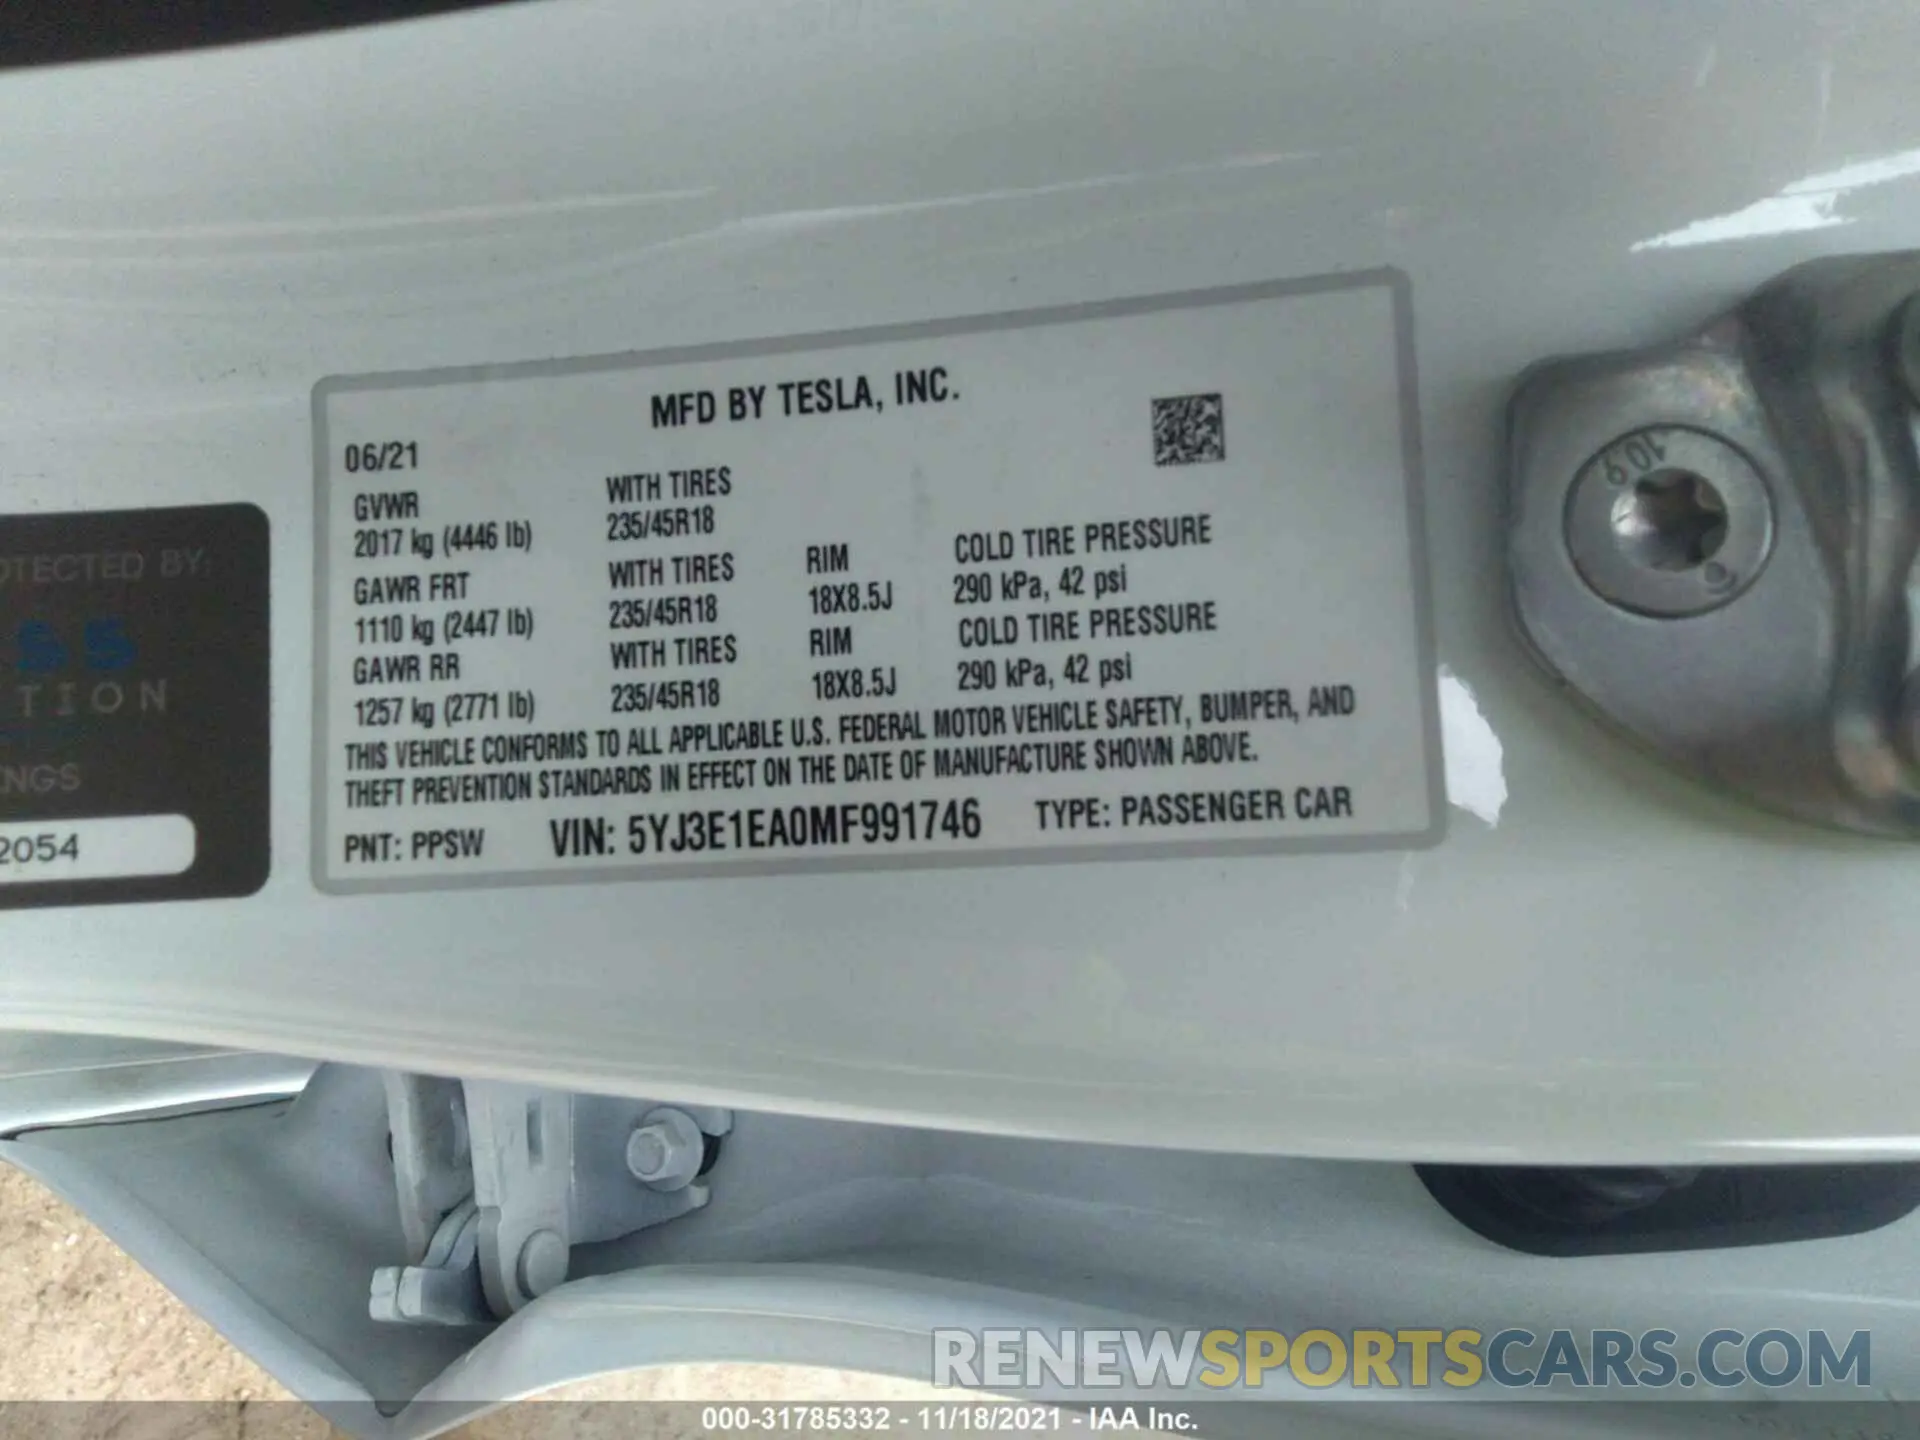 MFD BY TESLA, INC.
06/21
GVWR WITH TIRES
2017 kg (4446 lb) 235/45R18
GAWR FRT WITH TIRES RIM COLD TIRE PRESSURE
1110 kg (2447 lb) 235/45R18 18X8.5J 290 kPa, 42 psi
GAWR RR WITH TIRES RIM COLD TIRE PRESSURE
1257 kg (2771 lb) 235/45R18 18X8.5J 290 kPa, 42 psi
THIS VEHICLE CONFORMS TO ALL APPLICABLE U.S. FEDERAL MOTOR VEHICLE SAFETY, BUMPER, AND
THEFT PREVENTION STANDARDS IN EFFECT ON THE DATE OF MANUFACTURE SHOWN ABOVE.
PNT: PPSW VIN: 5YJ3E1EA0MF991746 TYPE: PASSENGER CAR
OTECTED BY:
SS
TION
NGS
2054
10.9
RENEWSPORTSCARS.COM
000-31785332 - 11/18/2021 - IAA Inc.